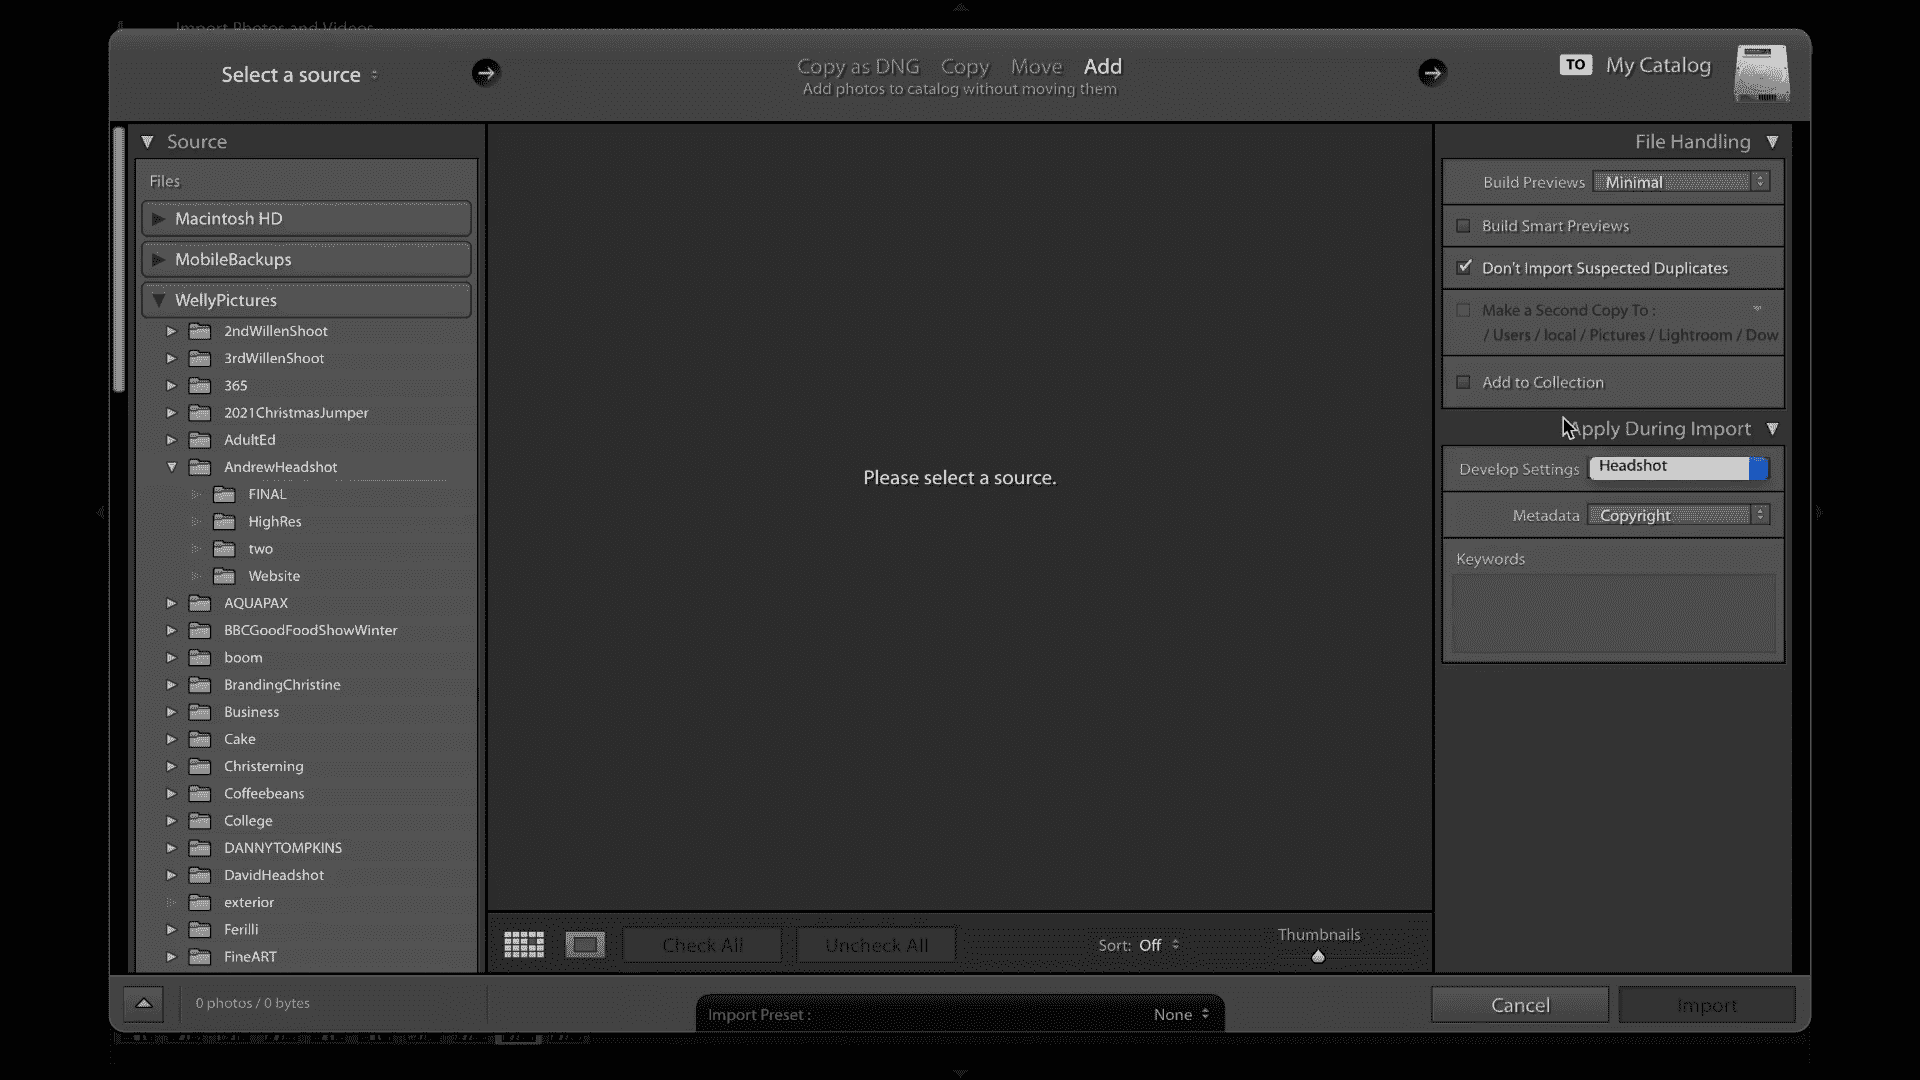 Import Photos and Videos
Select a source
Copy as DNG Copy Move Add
Add photos to catalog without moving them
TO My Catalog
Source
Files
Macintosh HD
MobileBackups
WellyPictures
2ndWillenShoot
3rdWillenShoot
365
2021ChristmasJumper
AdultEd
AndrewHeadshot
FINAL
HighRes
two
Website
AQUAPAX
BBCGoodFoodShowWinter
boom
BrandingChristine
Business
Cake
Christerning
Coffeebeans
College
DANNYTOMPKINS
DavidHeadshot
exterior
Ferilli
FineART
Please select a source.
File Handling
Build Previews Minimal
Build Smart Previews
Don't Import Suspected Duplicates
Make a Second Copy To :
/ Users / local / Pictures / Lightroom / Dow
Add to Collection
Apply During Import
Develop Settings Headshot
Metadata Copyright
Keywords
Check All Uncheck All Sort: Off Thumbnails
0 photos / 0 bytes
Import Preset : None
Cancel Import